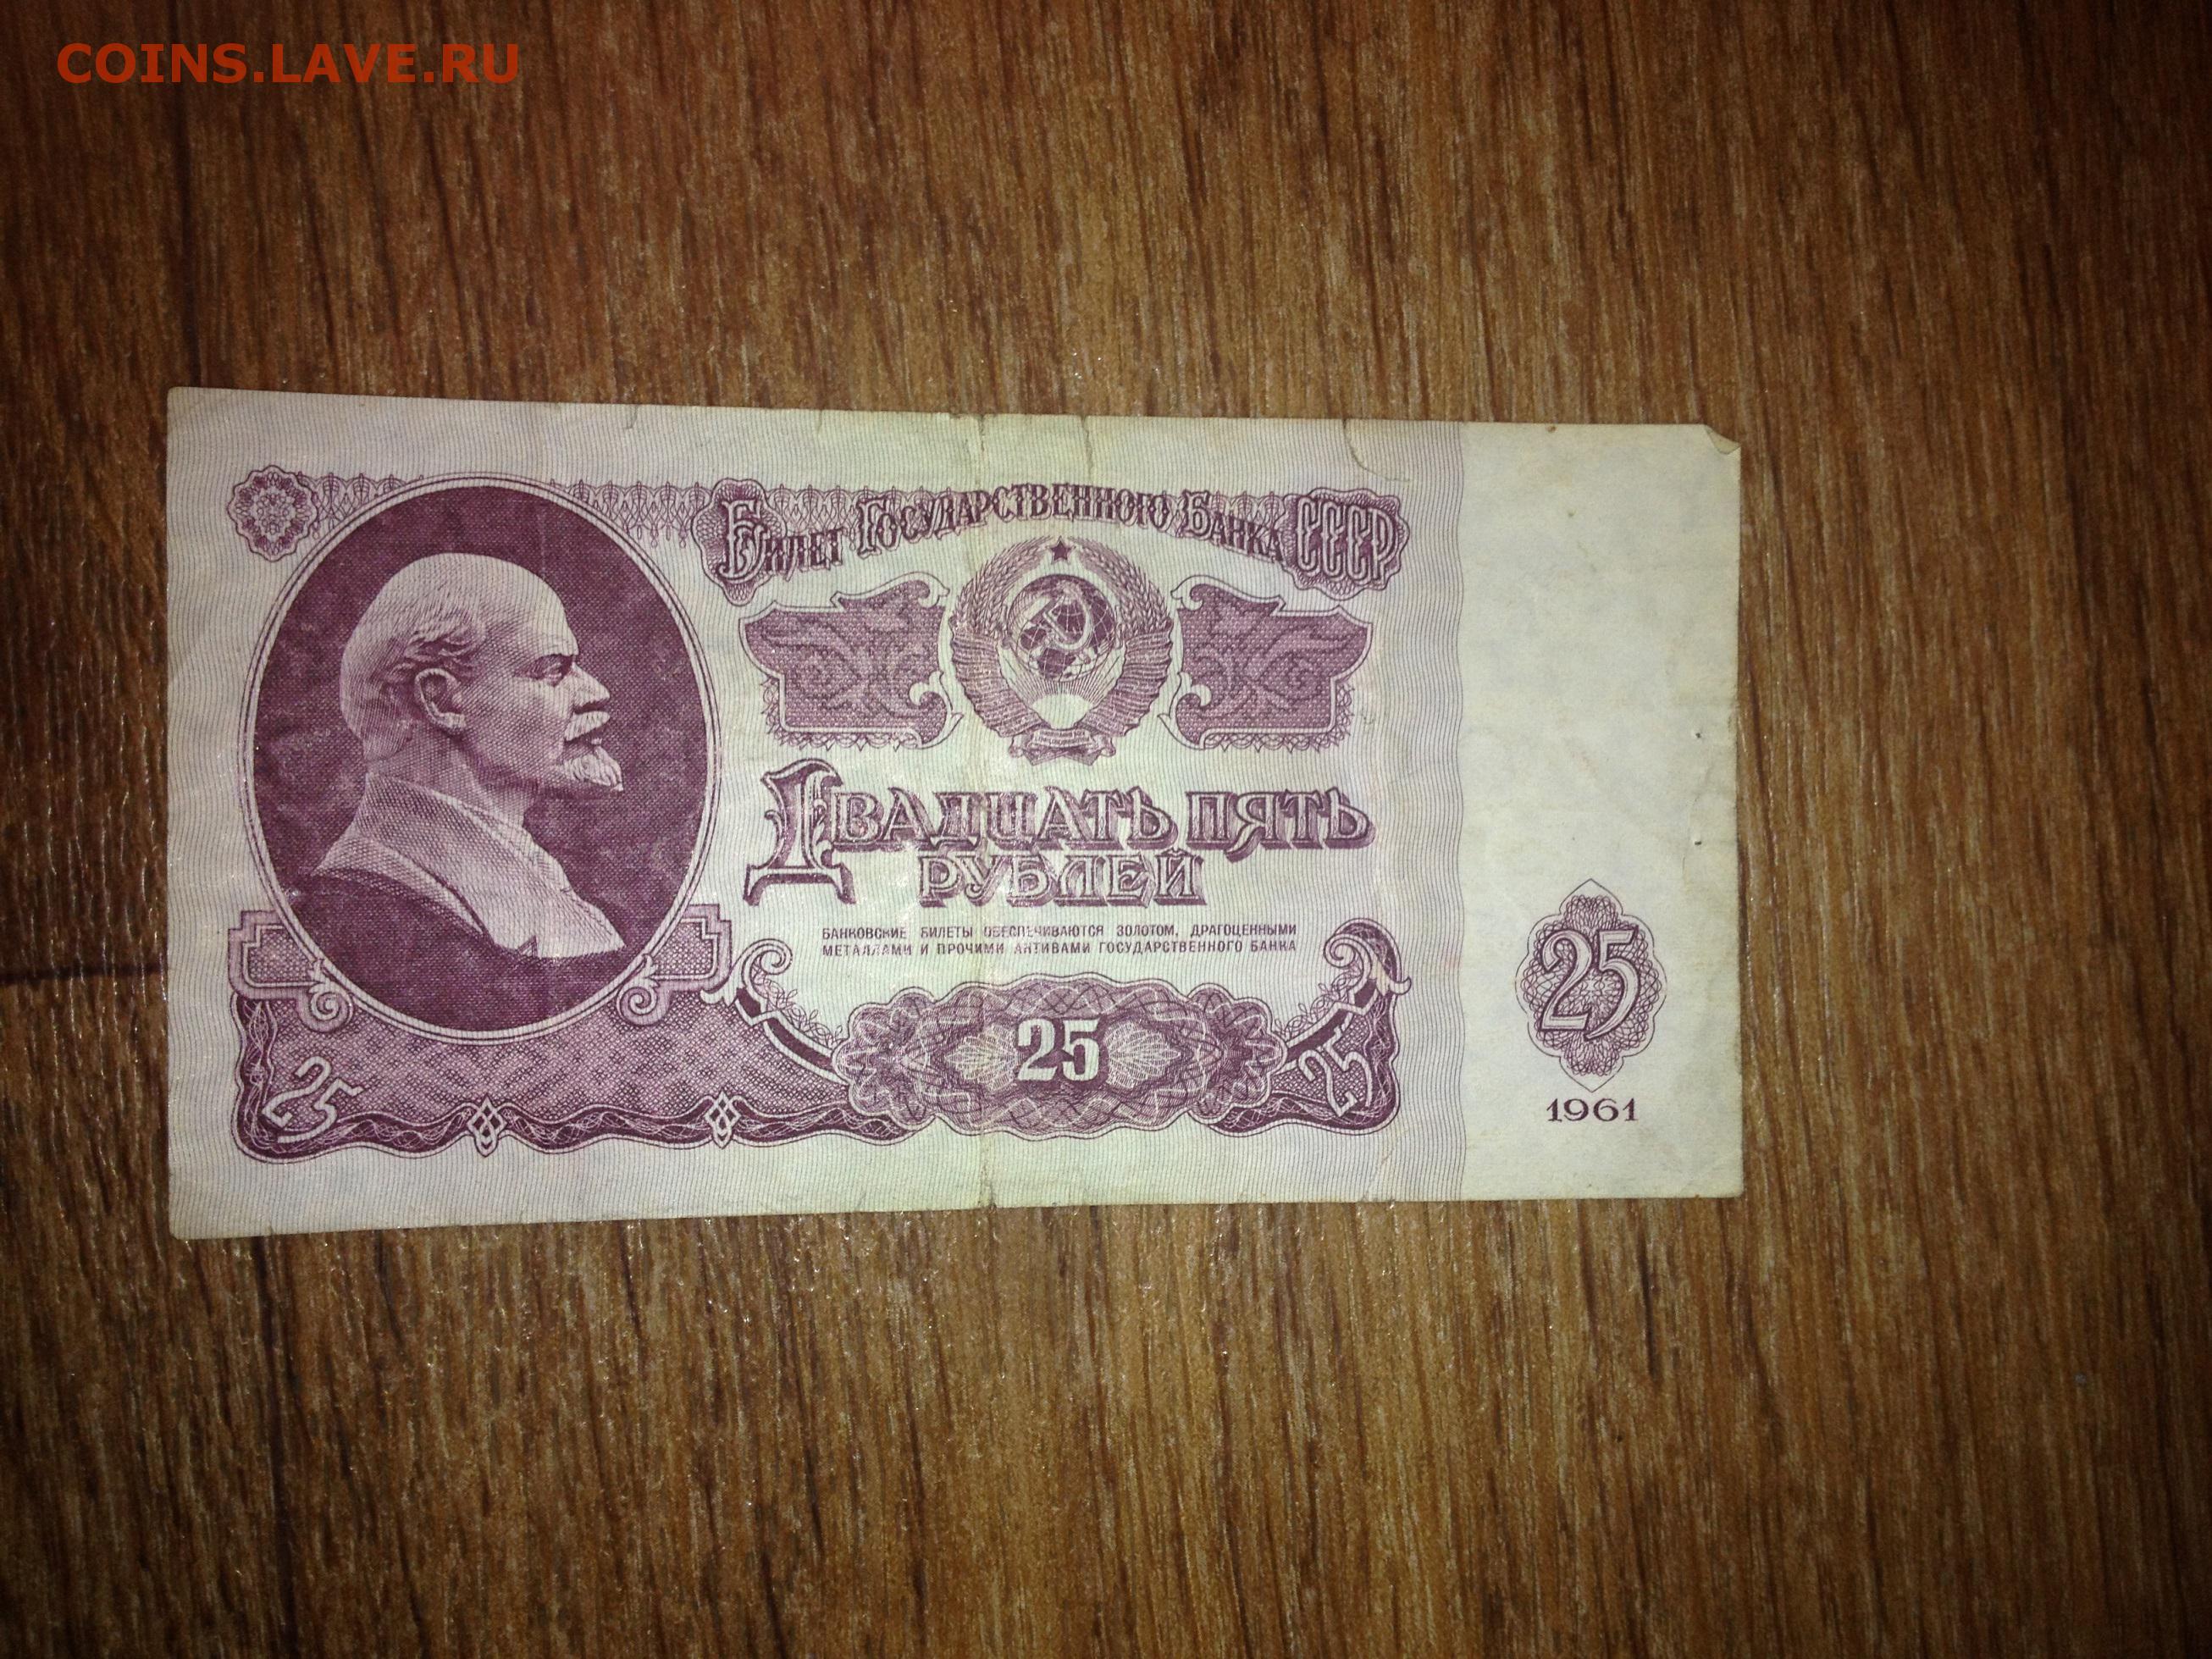 COINS.LAVE.RU
БИЛЕТ ГОСУДАРСТВЕННОГО БАНКА СССР
ДВАДЦАТЬ ПЯТЬ
РУБЛЕЙ
БАНКОВСКИЕ БИЛЕТЫ ОБЕСПЕЧИВАЮТСЯ ЗОЛОТОМ, ДРАГОЦЕННЫМИ
МЕТАЛЛАМИ И ПРОЧИМИ АКТИВАМИ ГОСУДАРСТВЕННОГО БАНКА
25
25
25
25
1961